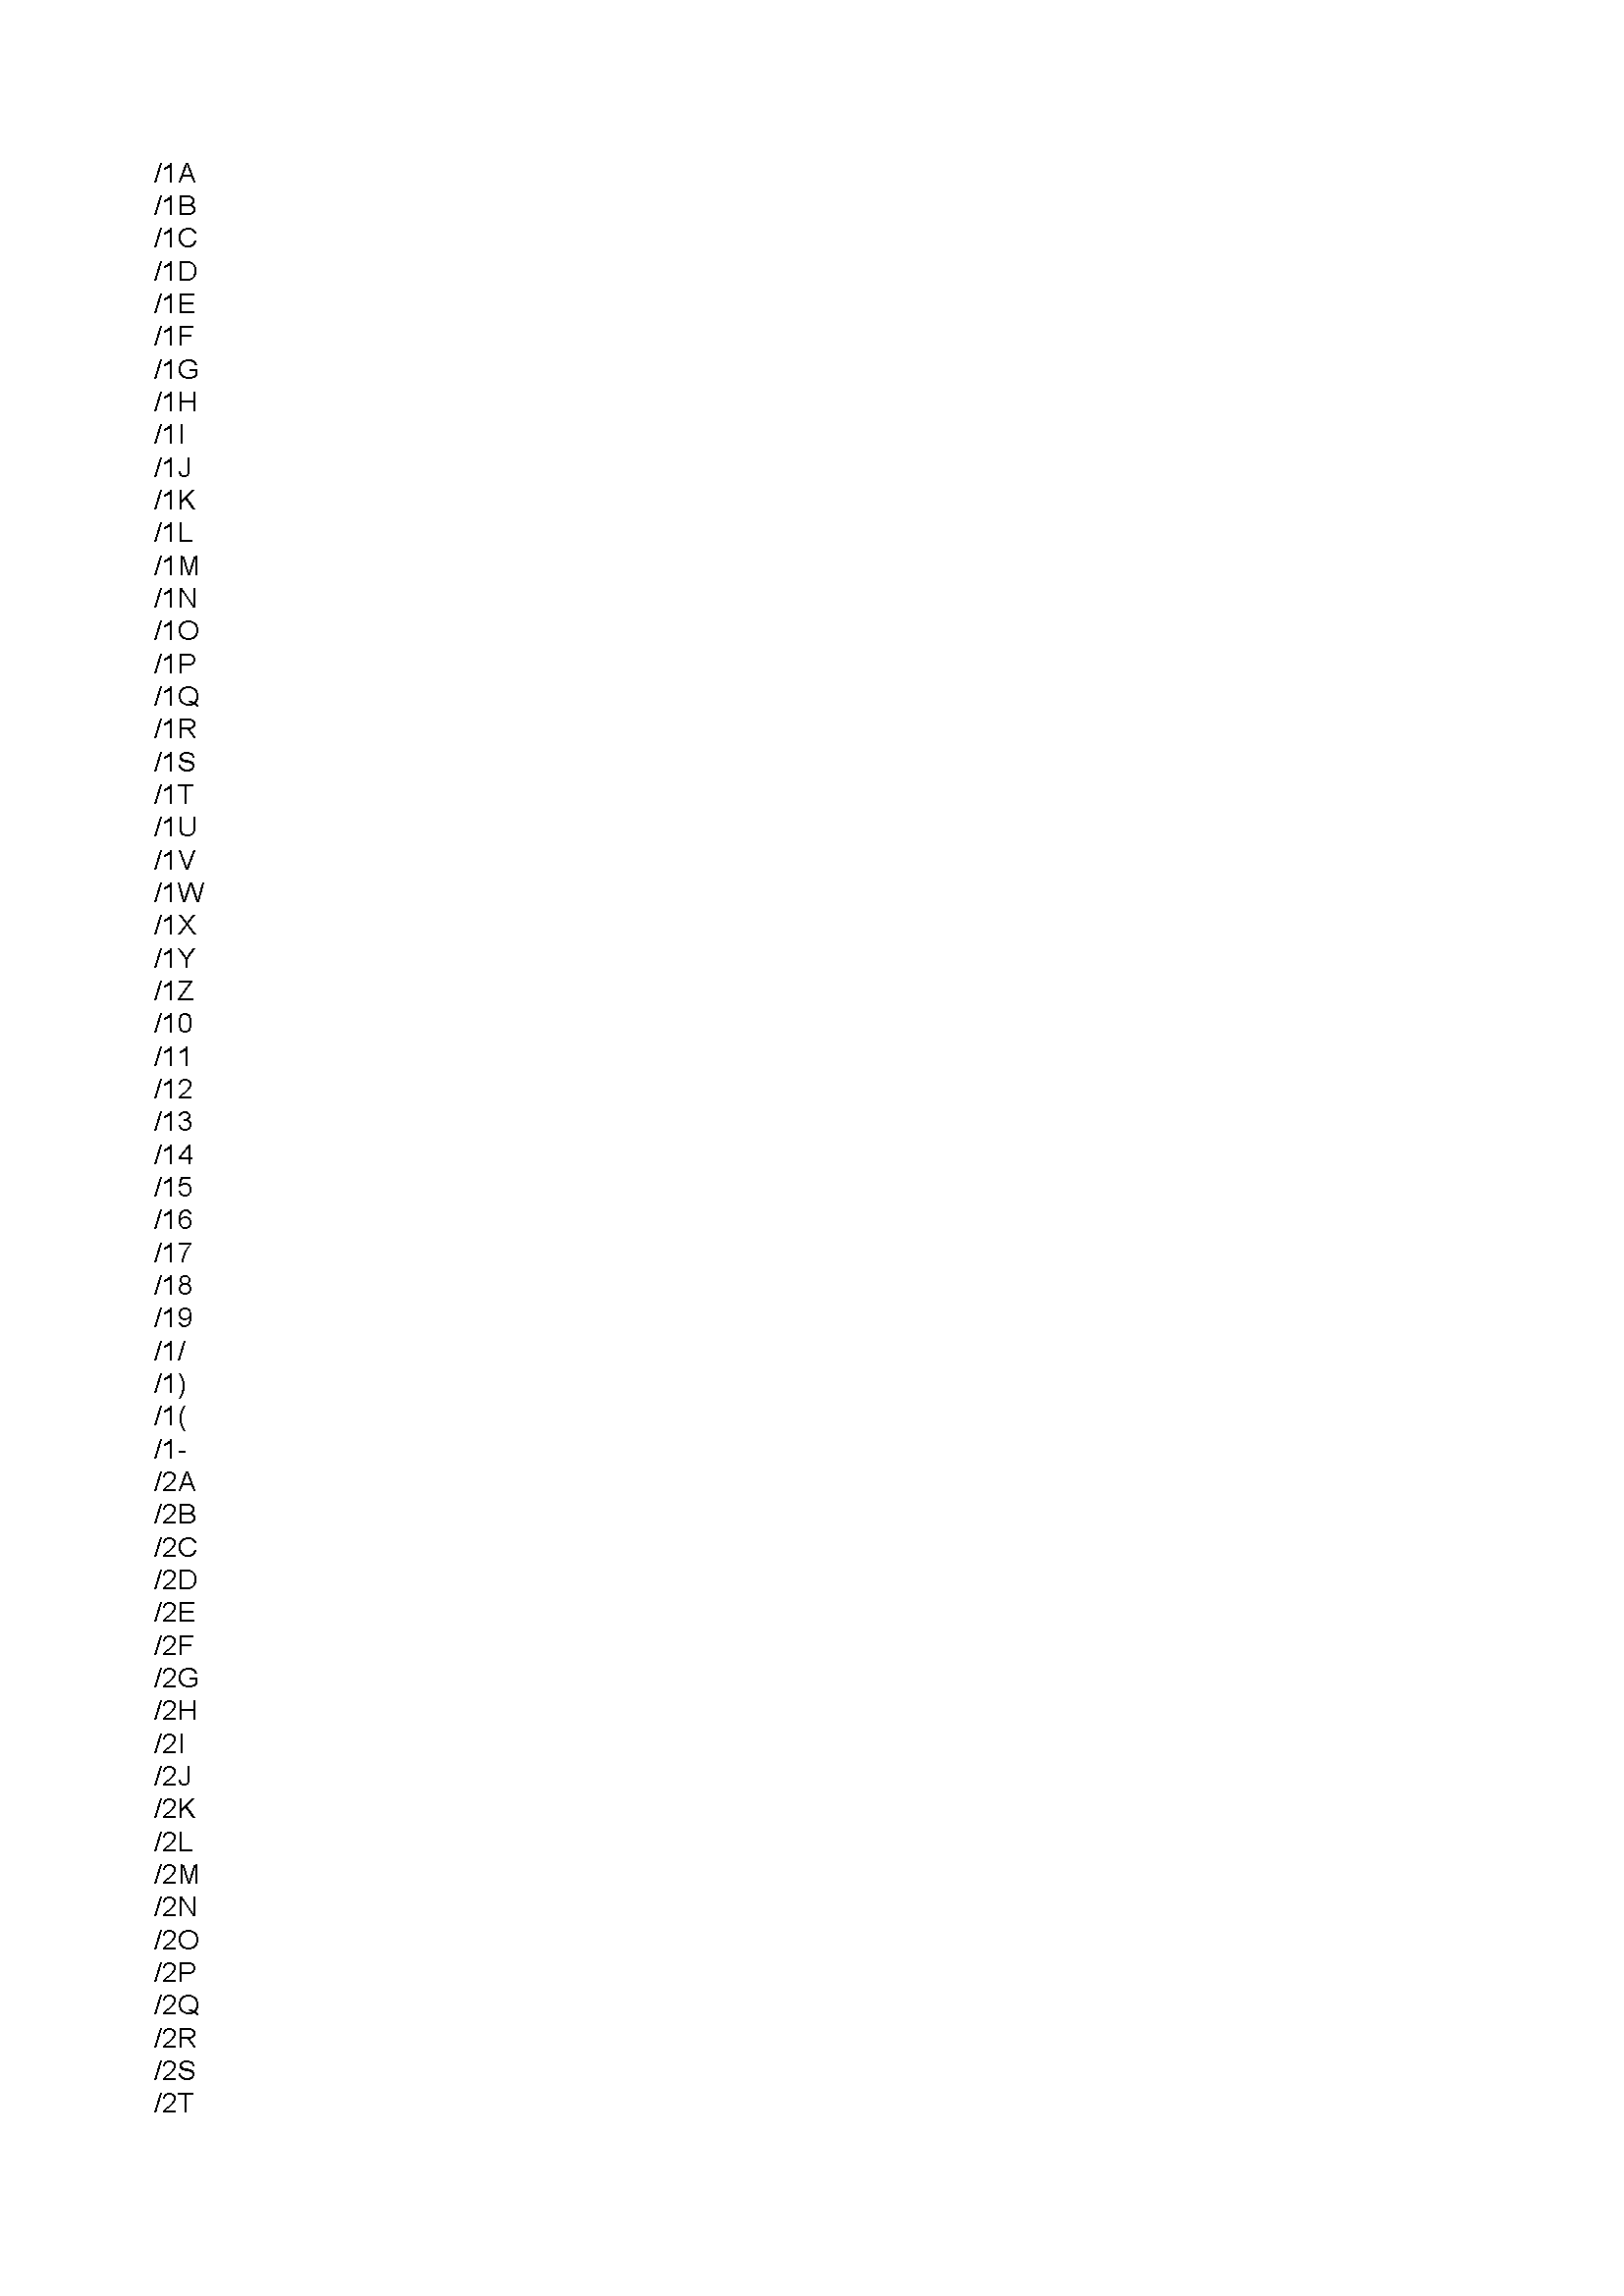 /1A
/1B
/1C
/1D
/1E
/1F
/1G
/1H
/1I
/1J
/1K
/1L
/1M
/1N
/1O
/1P
/1Q
/1R
/1S
/1T
/1U
/1V
/1W
/1X
/1Y
/1Z
/10
/11
/12
/13
/14
/15
/16
/17
/18
/19
/1/
/1)
/1(
/1-
/2A
/2B
/2C
/2D
/2E
/2F
/2G
/2H
/2I
/2J
/2K
/2L
/2M
/2N
/2O
/2P
/2Q
/2R
/2S
/2T